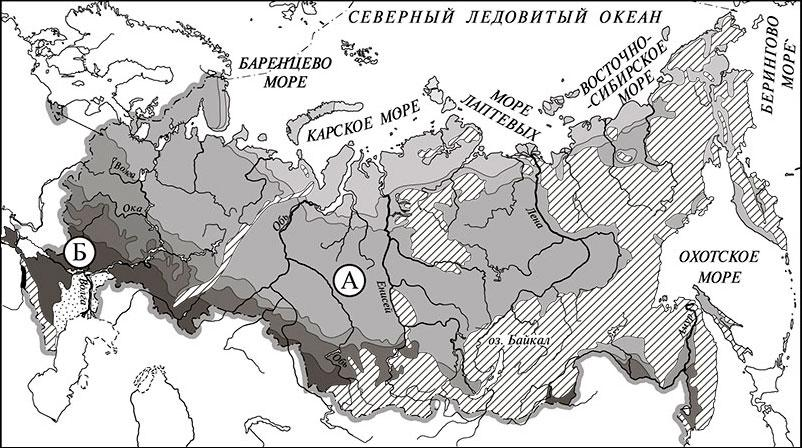 СЕВЕРНЫЙ ЛЕДОВИТЫЙ ОКЕАН
БАРЕНЦЕВО
МОРЕ
КАРСКОЕ МОРЕ
МОРЕ
ЛАПТЕВЫХ
ВОСТОЧНО-
СИБИРСКОЕ
МОРЕ
БЕРИНГОВО
МОРЕ
Волга
Ока
Обь
Лена
Б
А
Енисей
ОХОТСКОЕ
МОРЕ
Волга
Обь
оз. Байкал
Амур